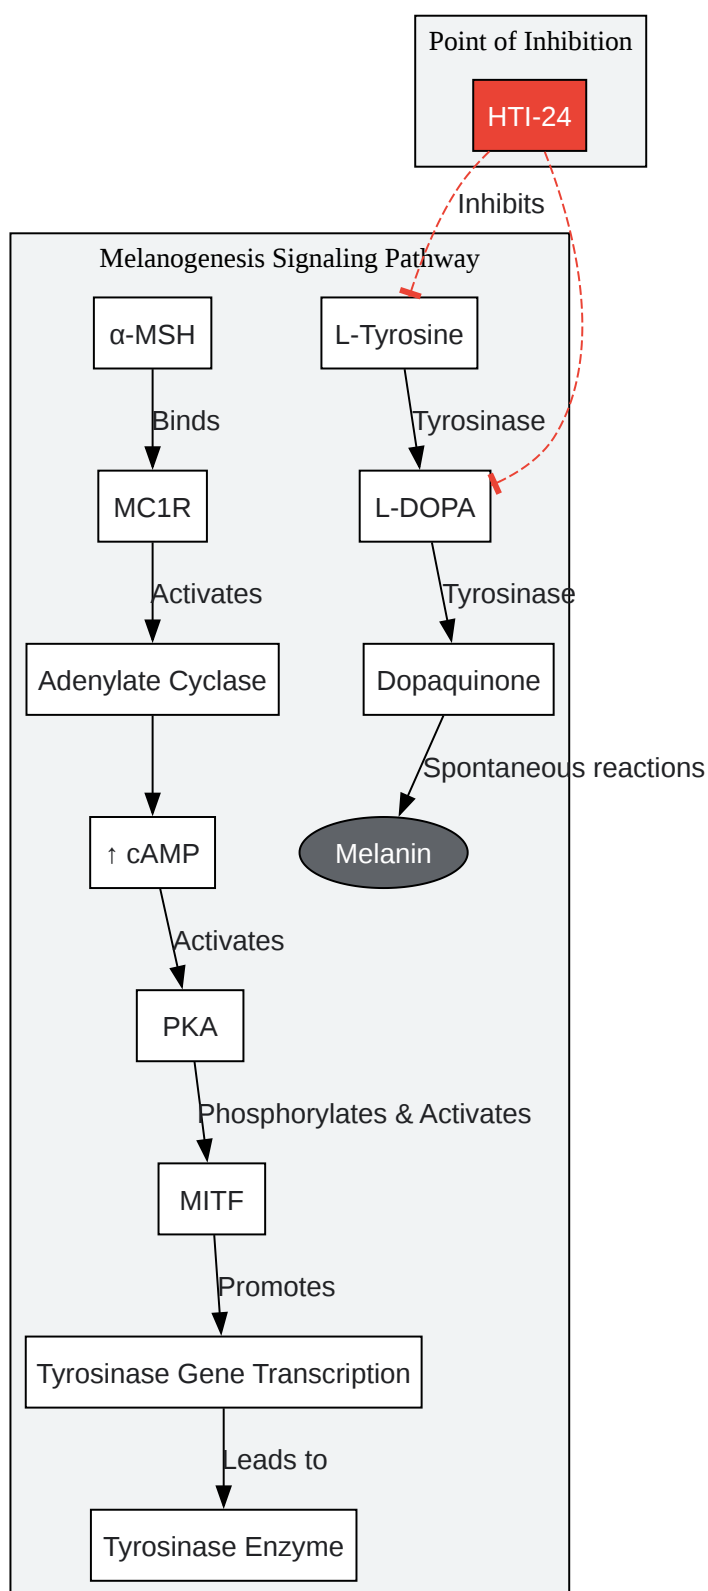 Point of Inhibition
HTI-24
Inhibits
Melanogenesis Signaling Pathway
α-MSH
L-Tyrosine
Binds
Tyrosinase
MC1R
L-DOPA
Activates
Tyrosinase
Adenylate Cyclase
Dopaquinone
Spontaneous reactions
↑ cAMP
Melanin
Activates
PKA
Phosphorylates & Activates
MITF
Promotes
Tyrosinase Gene Transcription
Leads to
Tyrosinase Enzyme